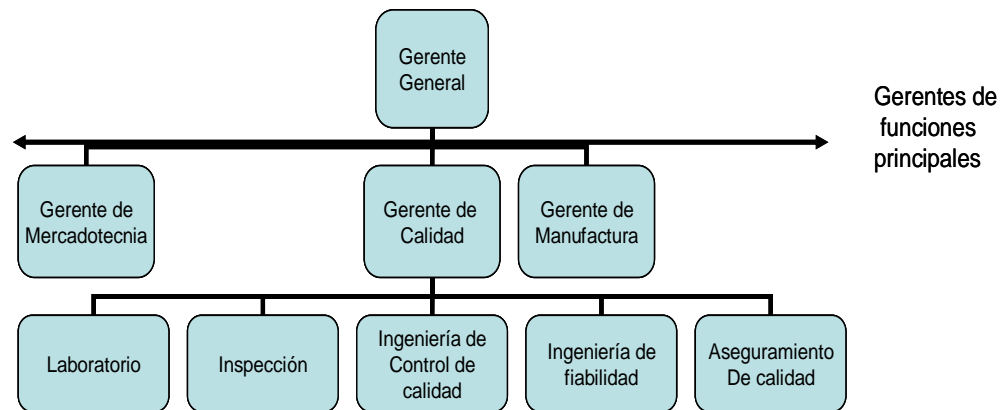 Gerente
General
Gerentes de
funciones
principales
Gerente de
Mercadotecnia
Gerente de
Calidad
Gerente de
Manufactura
Laboratorio
Inspección
Ingeniería de
Control de
calidad
Ingeniería de
fiabilidad
Aseguramiento
De calidad